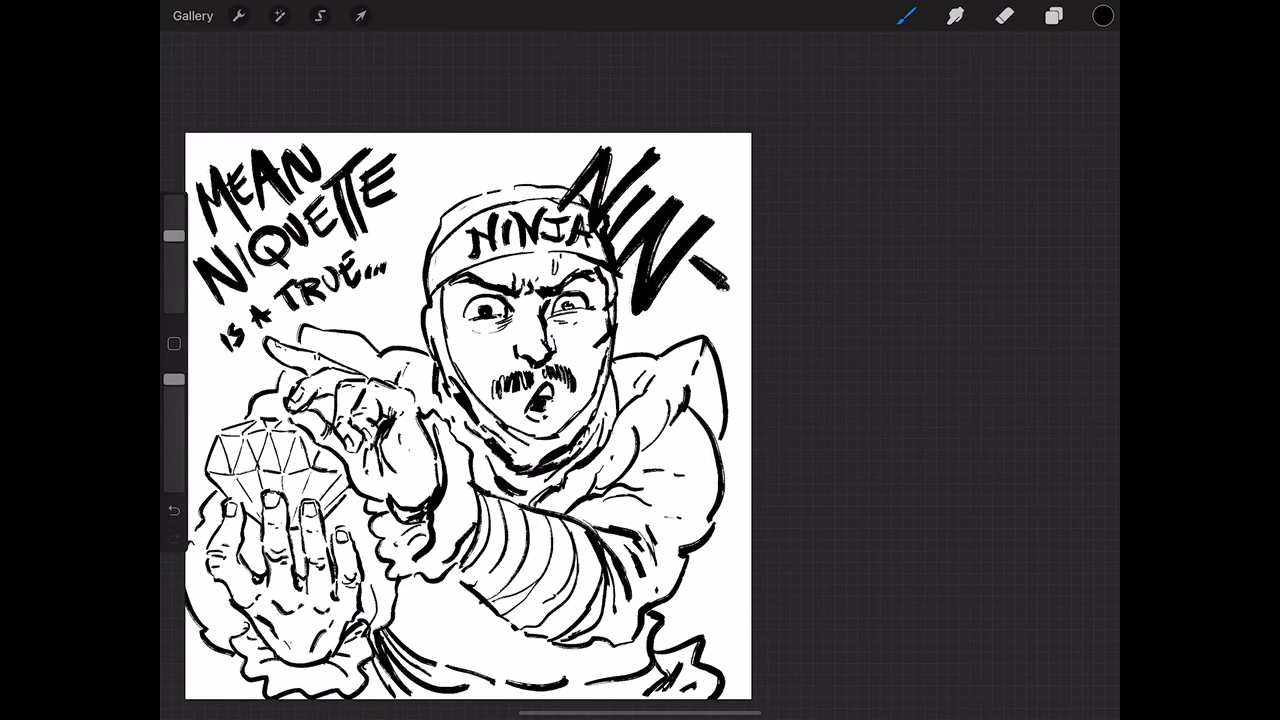 Gallery
MEAN
NIQUETTE
IS A TRUE...
NIN-
NINJA